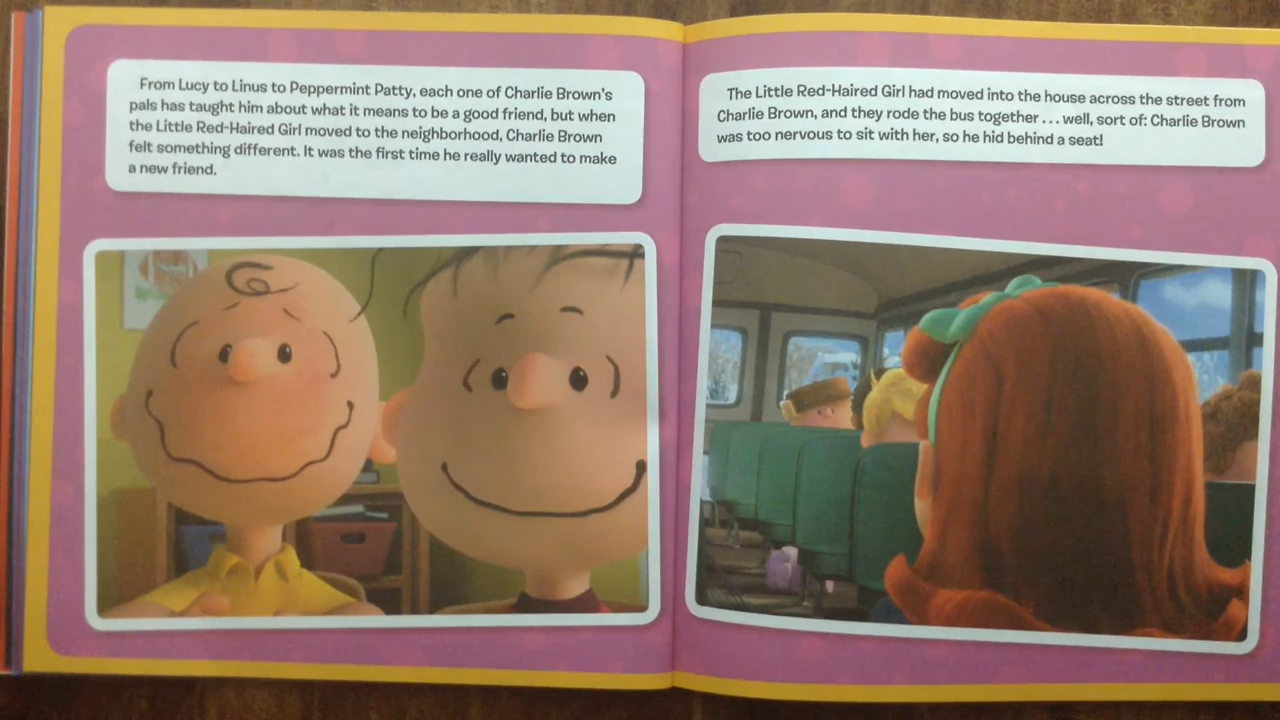 From Lucy to Linus to Peppermint Patty, each one of Charlie Brown's
pals has taught him about what it means to be a good friend, but when
the Little Red-Haired Girl moved to the neighborhood, Charlie Brown
felt something different. It was the first time he really wanted to make
a new friend.
The Little Red-Haired Girl had moved into the house across the street from
Charlie Brown, and they rode the bus together . . . well, sort of: Charlie Brown
was too nervous to sit with her, so he hid behind a seat!